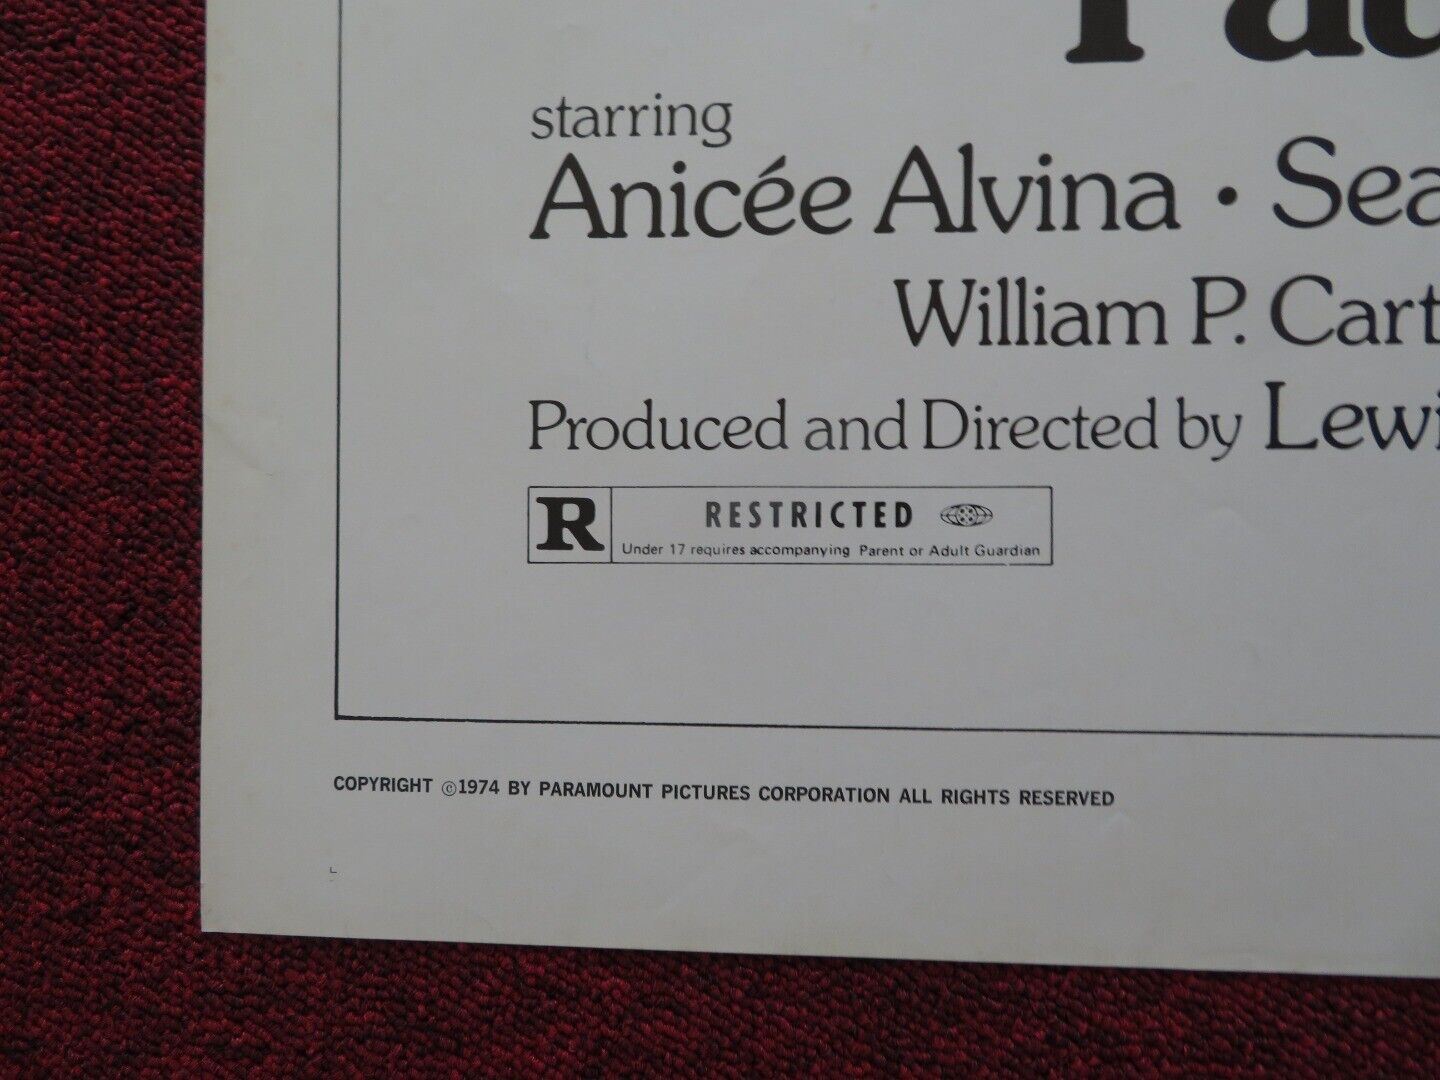 starring
Anicée Alvina · Sea
William P. Cart
Produced and Directed by Lewi
R RESTRICTED
Under 17 requires accompanying Parent or Adult Guardian
COPYRIGHT ©1974 BY PARAMOUNT PICTURES CORPORATION ALL RIGHTS RESERVED